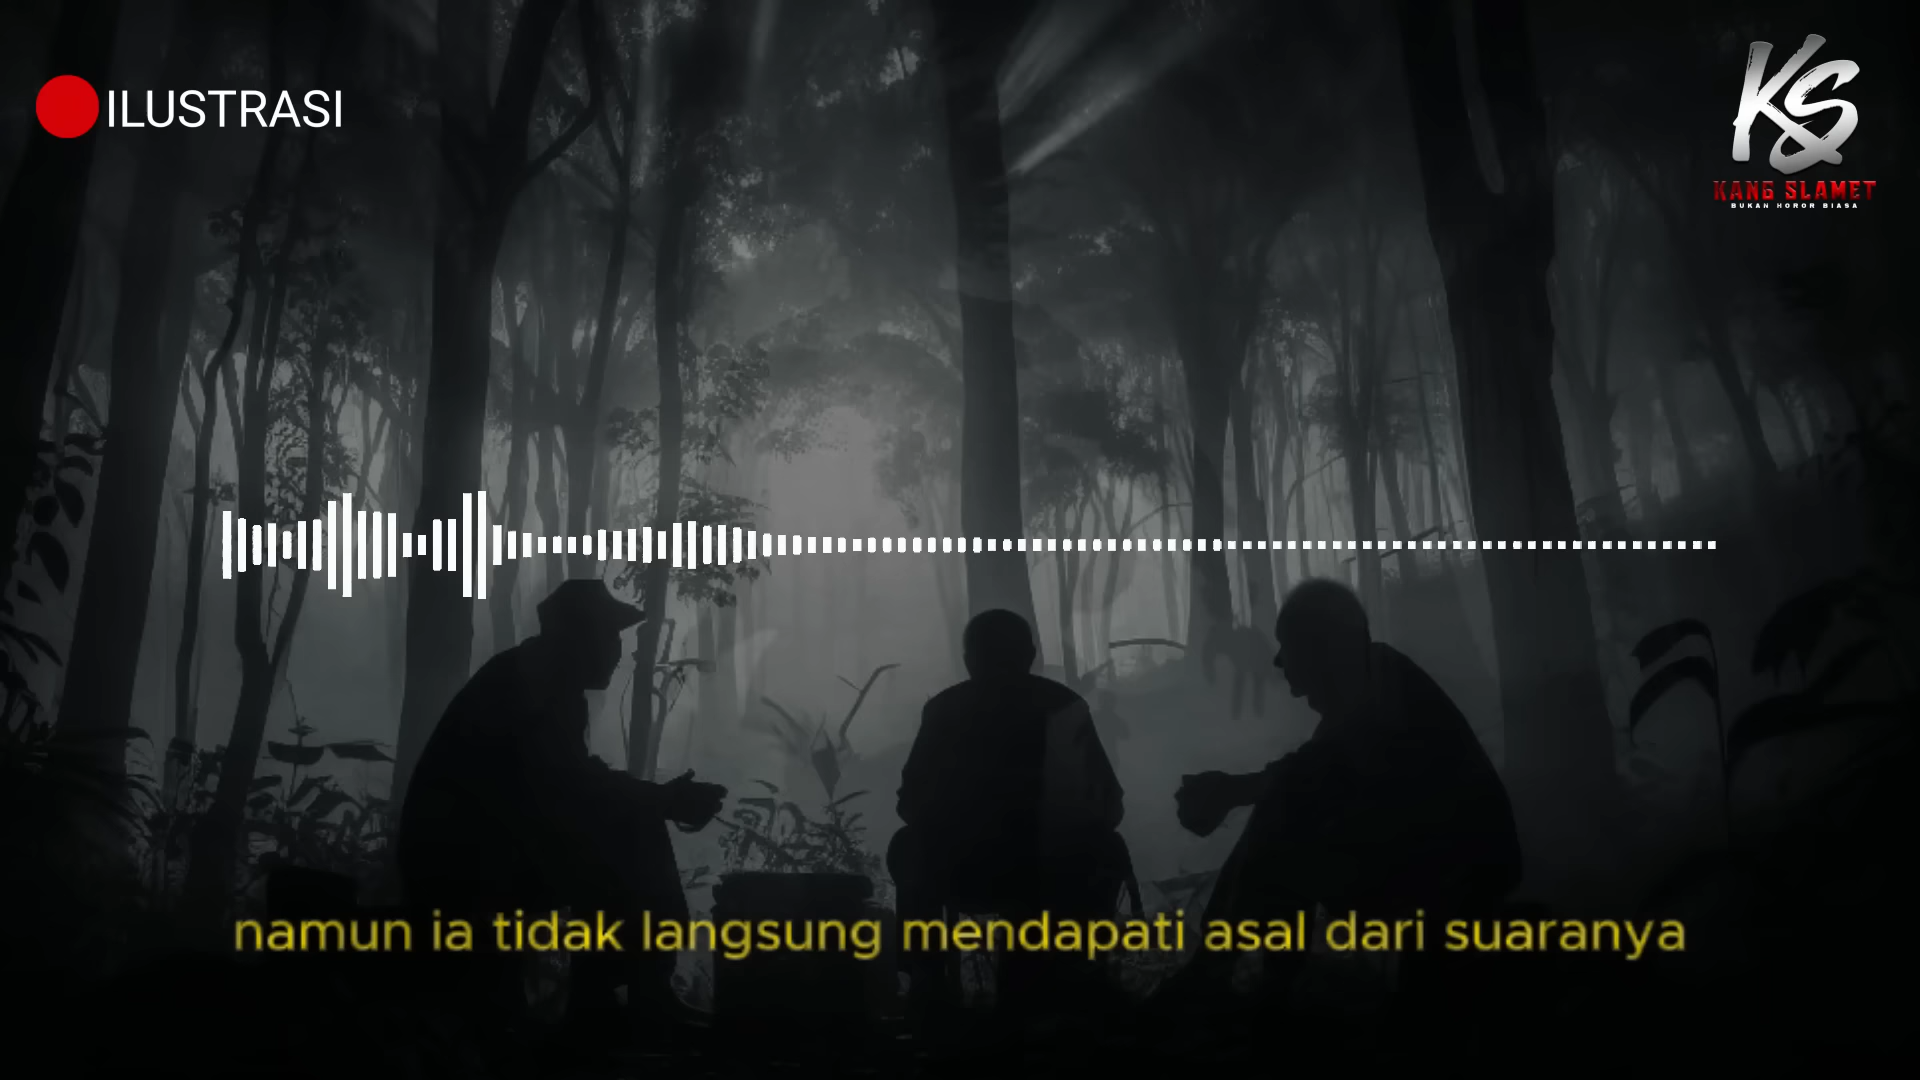 ILUSTRASI
KS
KANG SLAMET
BUKAN HOROR BIASA
namun ia tidak langsung mendapati asal dari suaranya